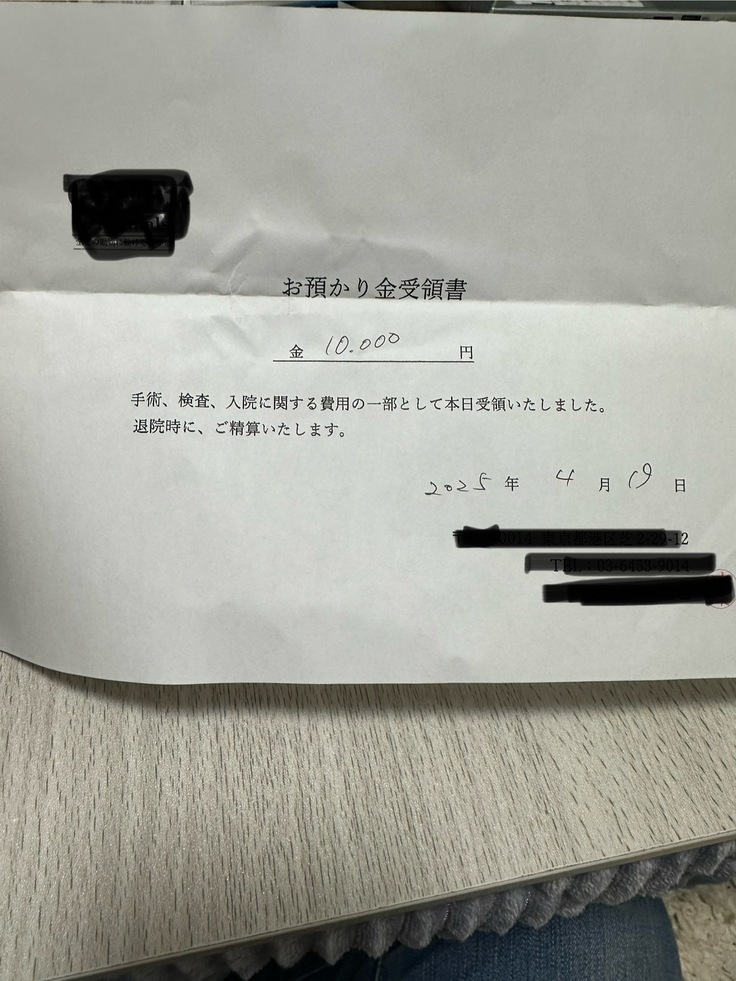 お預かり金受領書
金 10.000 円
手術、検査、入院に関する費用の一部として本日受領いたしました。
退院時に、ご精算いたします。
2025 年 4 月 19 日